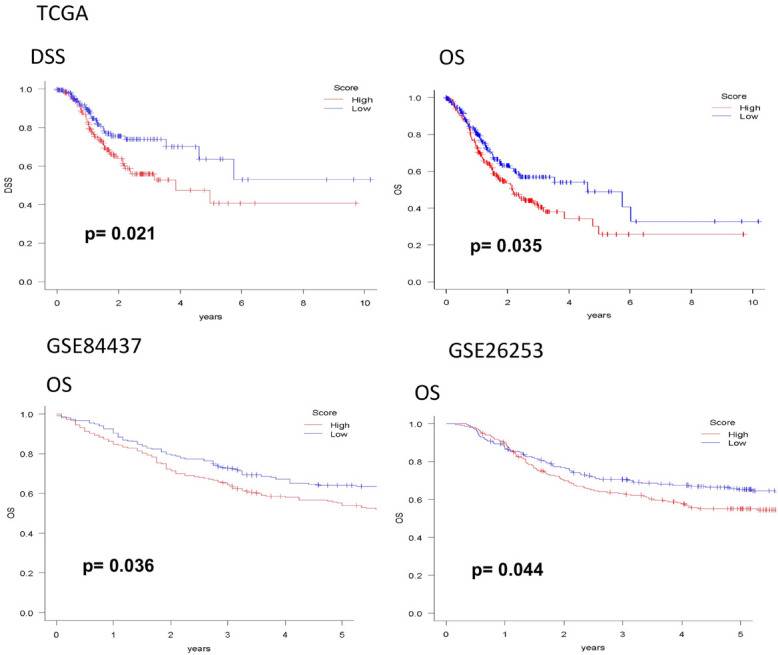 TCGA
DSS
Score
High
Low
1.0
0.8
0.6
0.4
0.2
0.0
DSS
p= 0.021
0 2 4 6 8 10
years
OS
Score
High
Low
1.0
0.8
0.6
0.4
0.2
0.0
OS
p= 0.035
0 2 4 6 8 10
years
GSE84437
OS
Score
High
Low
1.0
0.8
0.6
0.4
0.2
0.0
OS
p= 0.036
0 1 2 3 4 5
years
GSE26253
OS
Score
High
Low
1.0
0.8
0.6
0.4
0.2
0.0
OS
p= 0.044
0 1 2 3 4 5
years